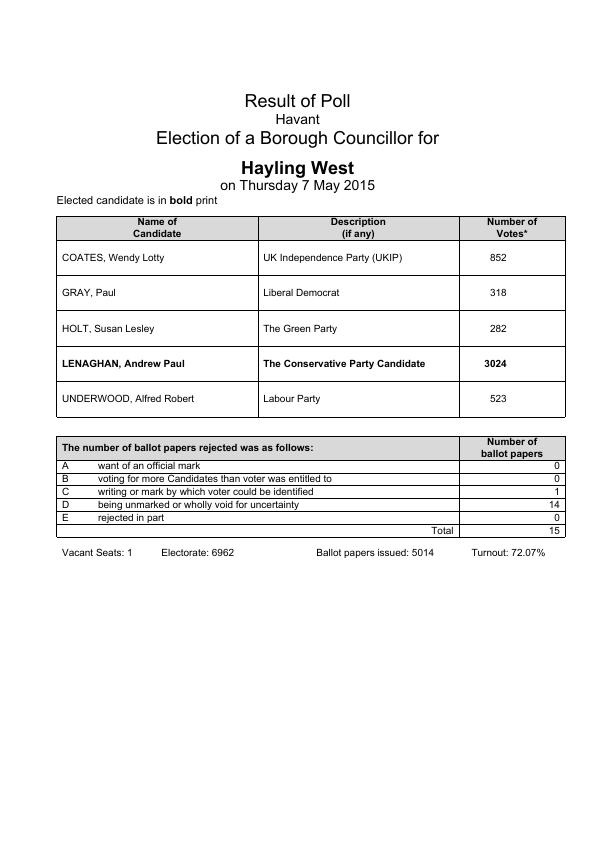 Result of Poll
Havant
Election of a Borough Councillor for
Hayling West
on Thursday 7 May 2015
Elected candidate is in bold print
Name of Candidate Description (if any) Number of Votes*
COATES, Wendy Lotty UK Independence Party (UKIP) 852
GRAY, Paul Liberal Democrat 318
HOLT, Susan Lesley The Green Party 282
LENAGHAN, Andrew Paul The Conservative Party Candidate 3024
UNDERWOOD, Alfred Robert Labour Party 523
The number of ballot papers rejected was as follows: Number of ballot papers
A want of an official mark 0
B voting for more Candidates than voter was entitled to 0
C writing or mark by which voter could be identified 1
D being unmarked or wholly void for uncertainty 14
E rejected in part 0
Total 15
Vacant Seats: 1 Electorate: 6962 Ballot papers issued: 5014 Turnout: 72.07%